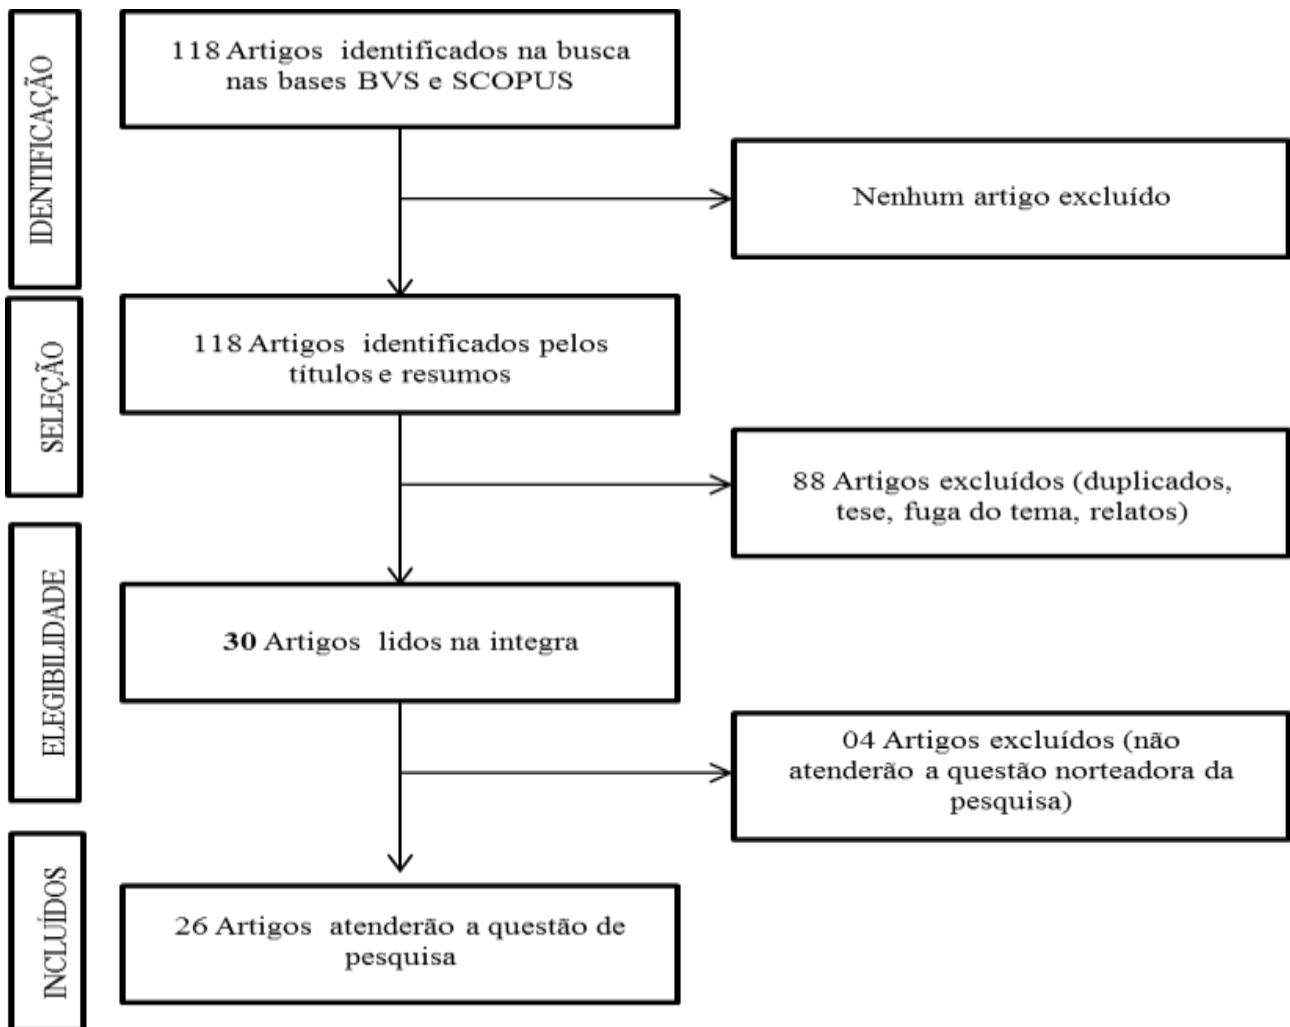 IDENTIFICAÇÃO
118 Artigos identificados na busca
nas bases BVS e SCOPUS
Nenhum artigo excluído
SELEÇÃO
118 Artigos identificados pelos
títulos e resumos
88 Artigos excluídos (duplicados,
tese, fuga do tema, relatos)
ELEGIBILIDADE
30 Artigos lidos na integra
04 Artigos excluídos (não
atenderão a questão norteadora da
pesquisa)
INCLUÍDOS
26 Artigos atenderão a questão de
pesquisa